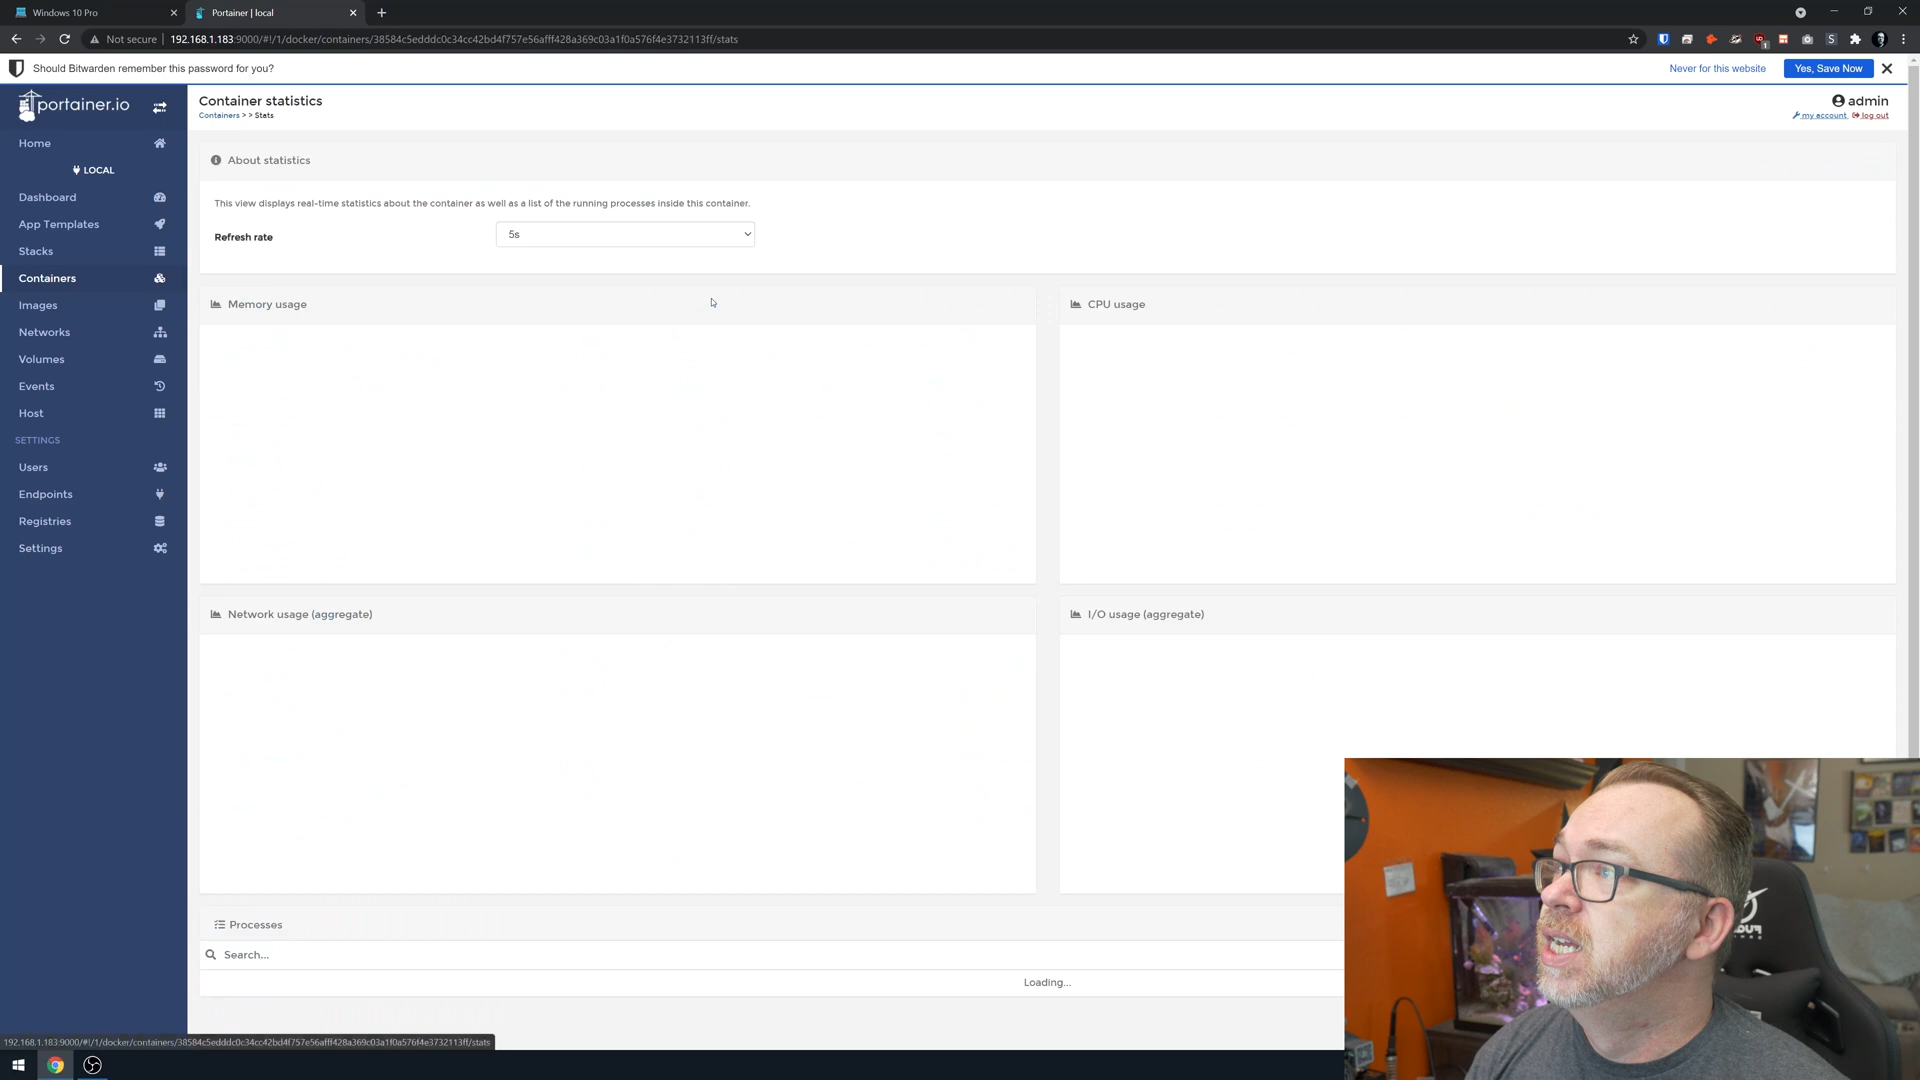 Windows 10 Pro
Portainer | local
Not secure
192.168.1.183:9000/#!/1/docker/containers/38584c5edddc0c34cc42bd4f757e56afff428a369c03a1f0a576f4e3732113ff/stats
Should Bitwarden remember this password for you?
Never for this website
Yes, Save Now
portainer.io
Container statistics
Containers > > Stats
admin
my account
log out
Home
LOCAL
Dashboard
App Templates
Stacks
Containers
Images
Networks
Volumes
Events
Host
SETTINGS
Users
Endpoints
Registries
Settings
About statistics
This view displays real-time statistics about the container as well as a list of the running processes inside this container.
Refresh rate
5s
Memory usage
CPU usage
Network usage (aggregate)
I/O usage (aggregate)
Processes
Search...
Loading...
192.168.1.183:9000/#!/1/docker/containers/38584c5edddc0c34cc42bd4f757e56afff428a369c03a1f0a576f4e3732113ff/stats